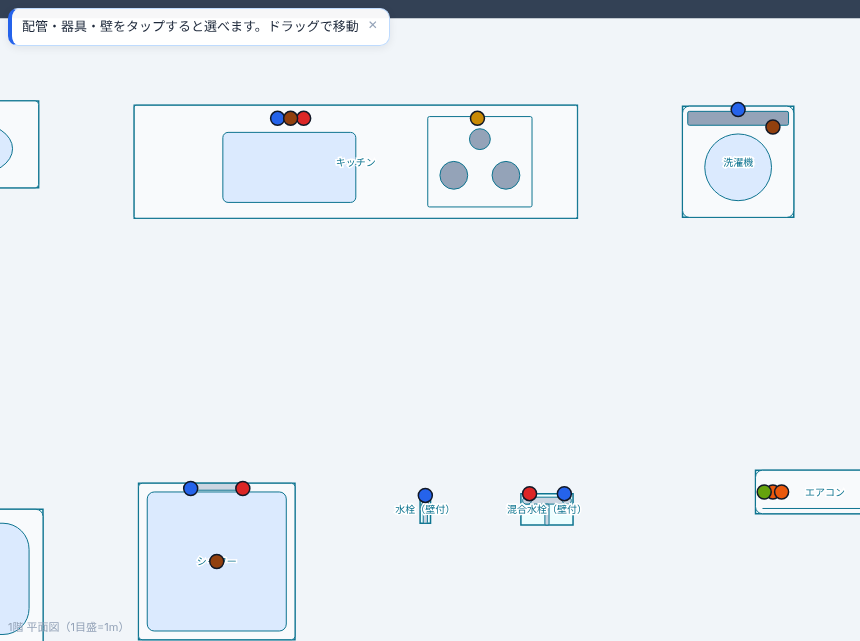 配管・器具・壁をタップすると選べます。ドラッグで移動 ×
キッチン
洗濯機
水栓（壁付）
混合水栓（壁付）
エアコン
1階 平面図（1目盛=1m）